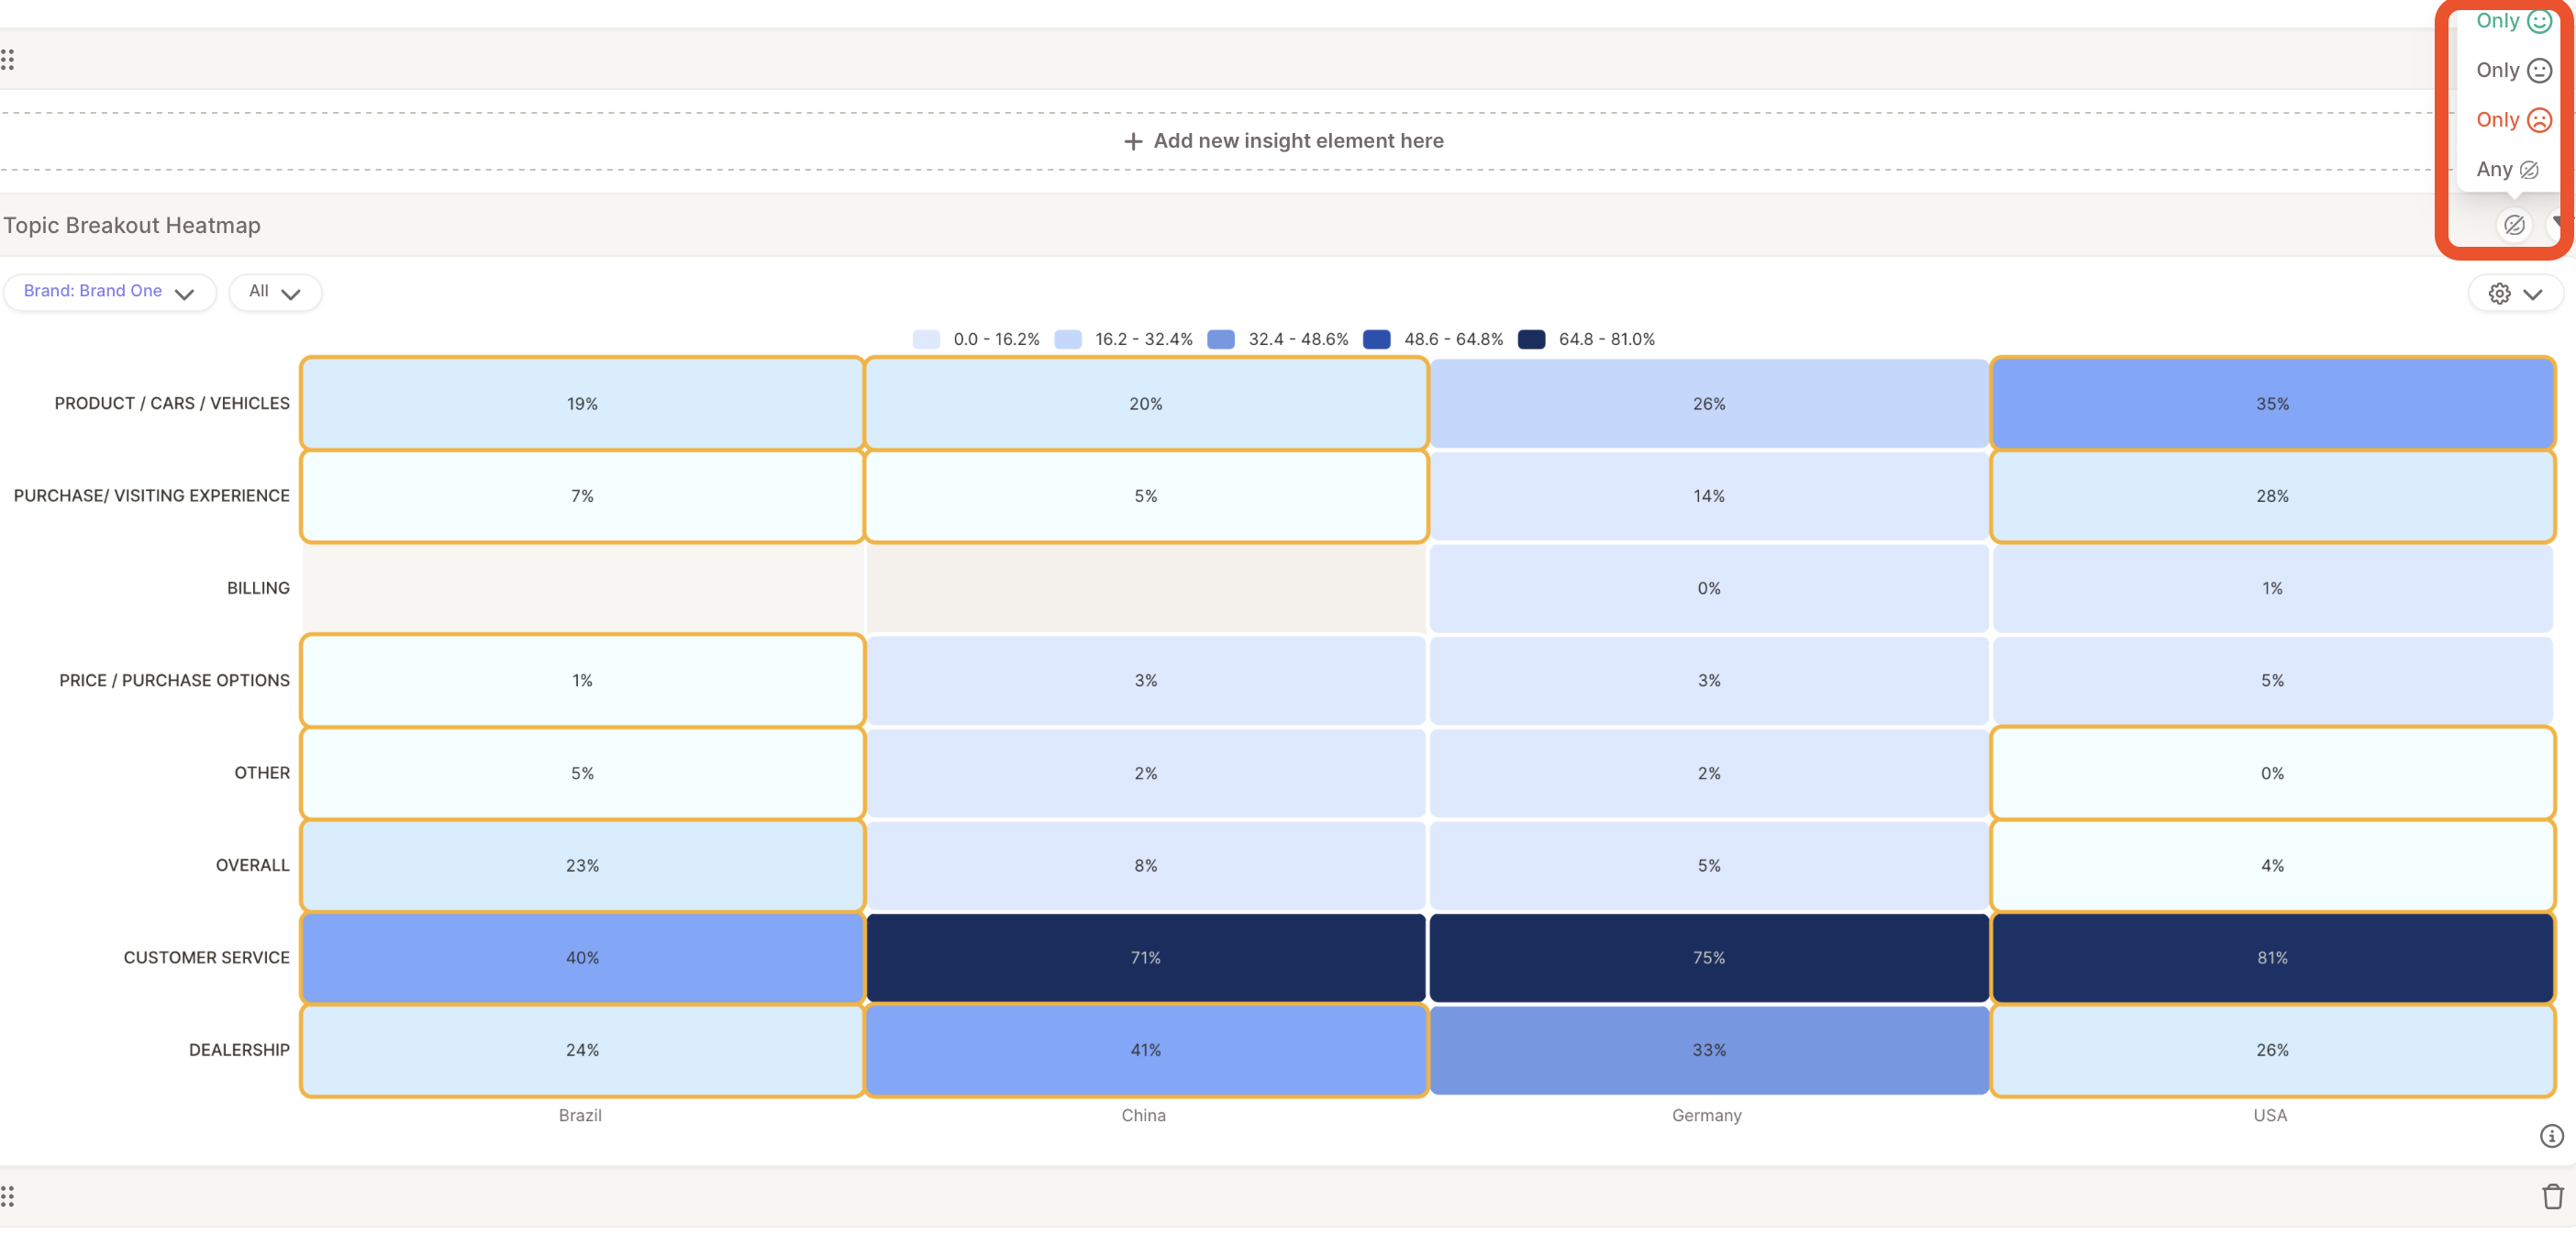 Only
Only
Only
Any
Add new insight element here
Topic Breakout Heatmap
Brand: Brand One
All
0.0 - 16.2% 16.2 - 32.4% 32.4 - 48.6% 48.6 - 64.8% 64.8 - 81.0%
PRODUCT / CARS / VEHICLES 19% 20% 26% 35%
PURCHASE/ VISITING EXPERIENCE 7% 5% 14% 28%
BILLING 0% 1%
PRICE / PURCHASE OPTIONS 1% 3% 3% 5%
OTHER 5% 2% 2% 0%
OVERALL 23% 8% 5% 4%
CUSTOMER SERVICE 40% 71% 75% 81%
DEALERSHIP 24% 41% 33% 26%
Brazil China Germany USA